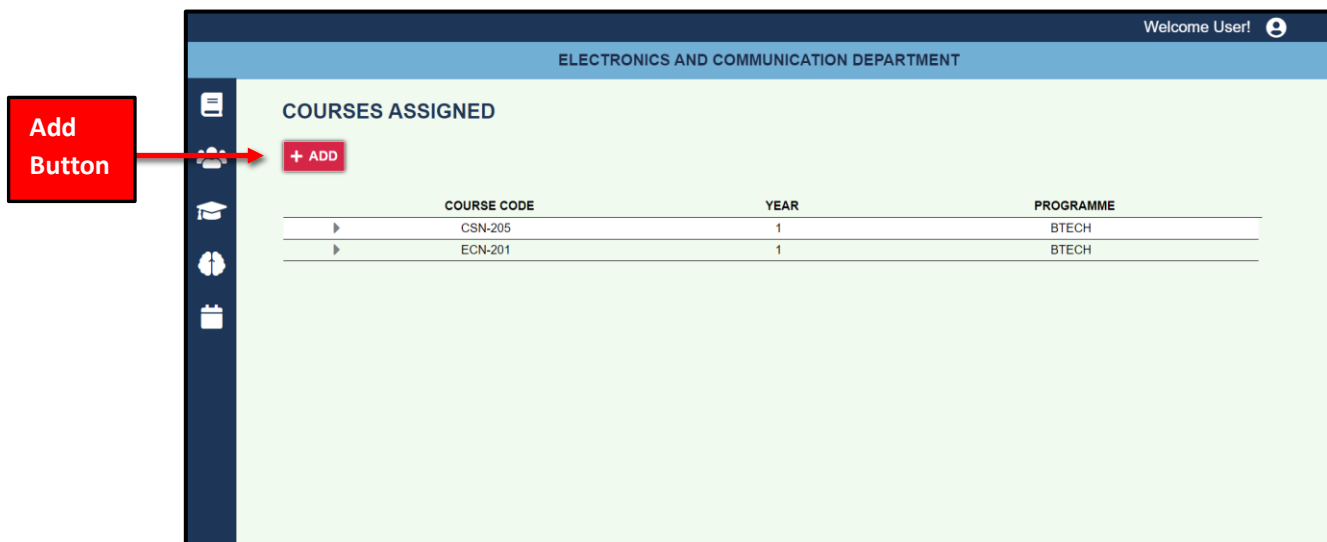 Welcome User!
ELECTRONICS AND COMMUNICATION DEPARTMENT
COURSES ASSIGNED
Add
Button
+ ADD
COURSE CODE YEAR PROGRAMME
CSN-205 1 BTECH
ECN-201 1 BTECH